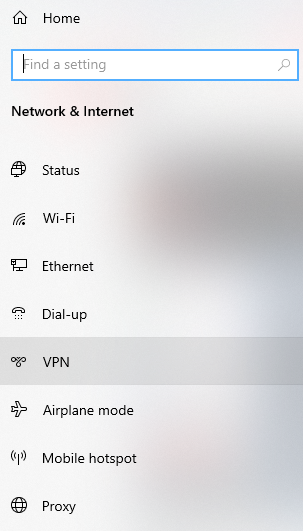 Home
Find a setting
Network & Internet
Status
Wi-Fi
Ethernet
Dial-up
VPN
Airplane mode
Mobile hotspot
Proxy